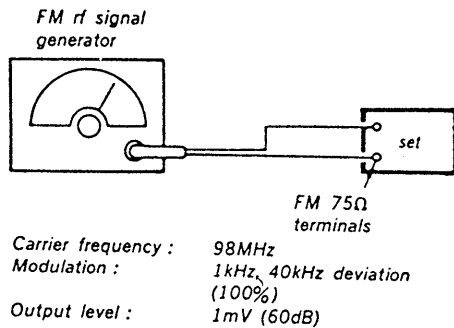 FM rf signal
generator
set
FM 75Ω
terminals
Carrier frequency : 98MHz
Modulation : 1kHz, 40kHz deviation
(100%)
Output level : 1mV (60dB)